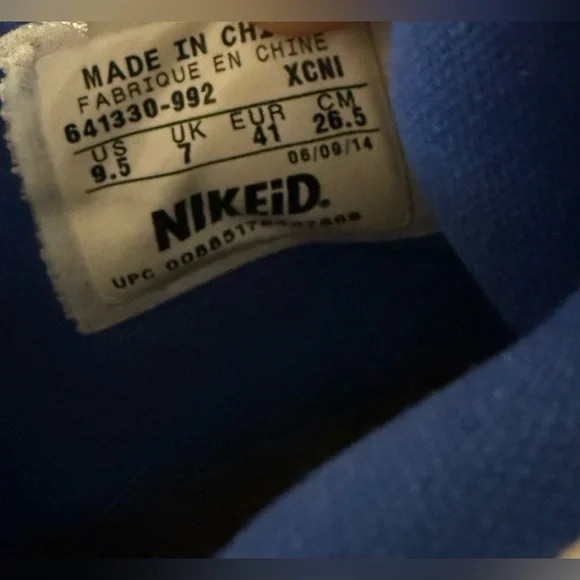 MADE IN
FABRIQUE EN CHINE
641330-992 XCNI
US UK EUR CM
9.5 7 41 26.5
06/09/14
NIKEiD.
UPC